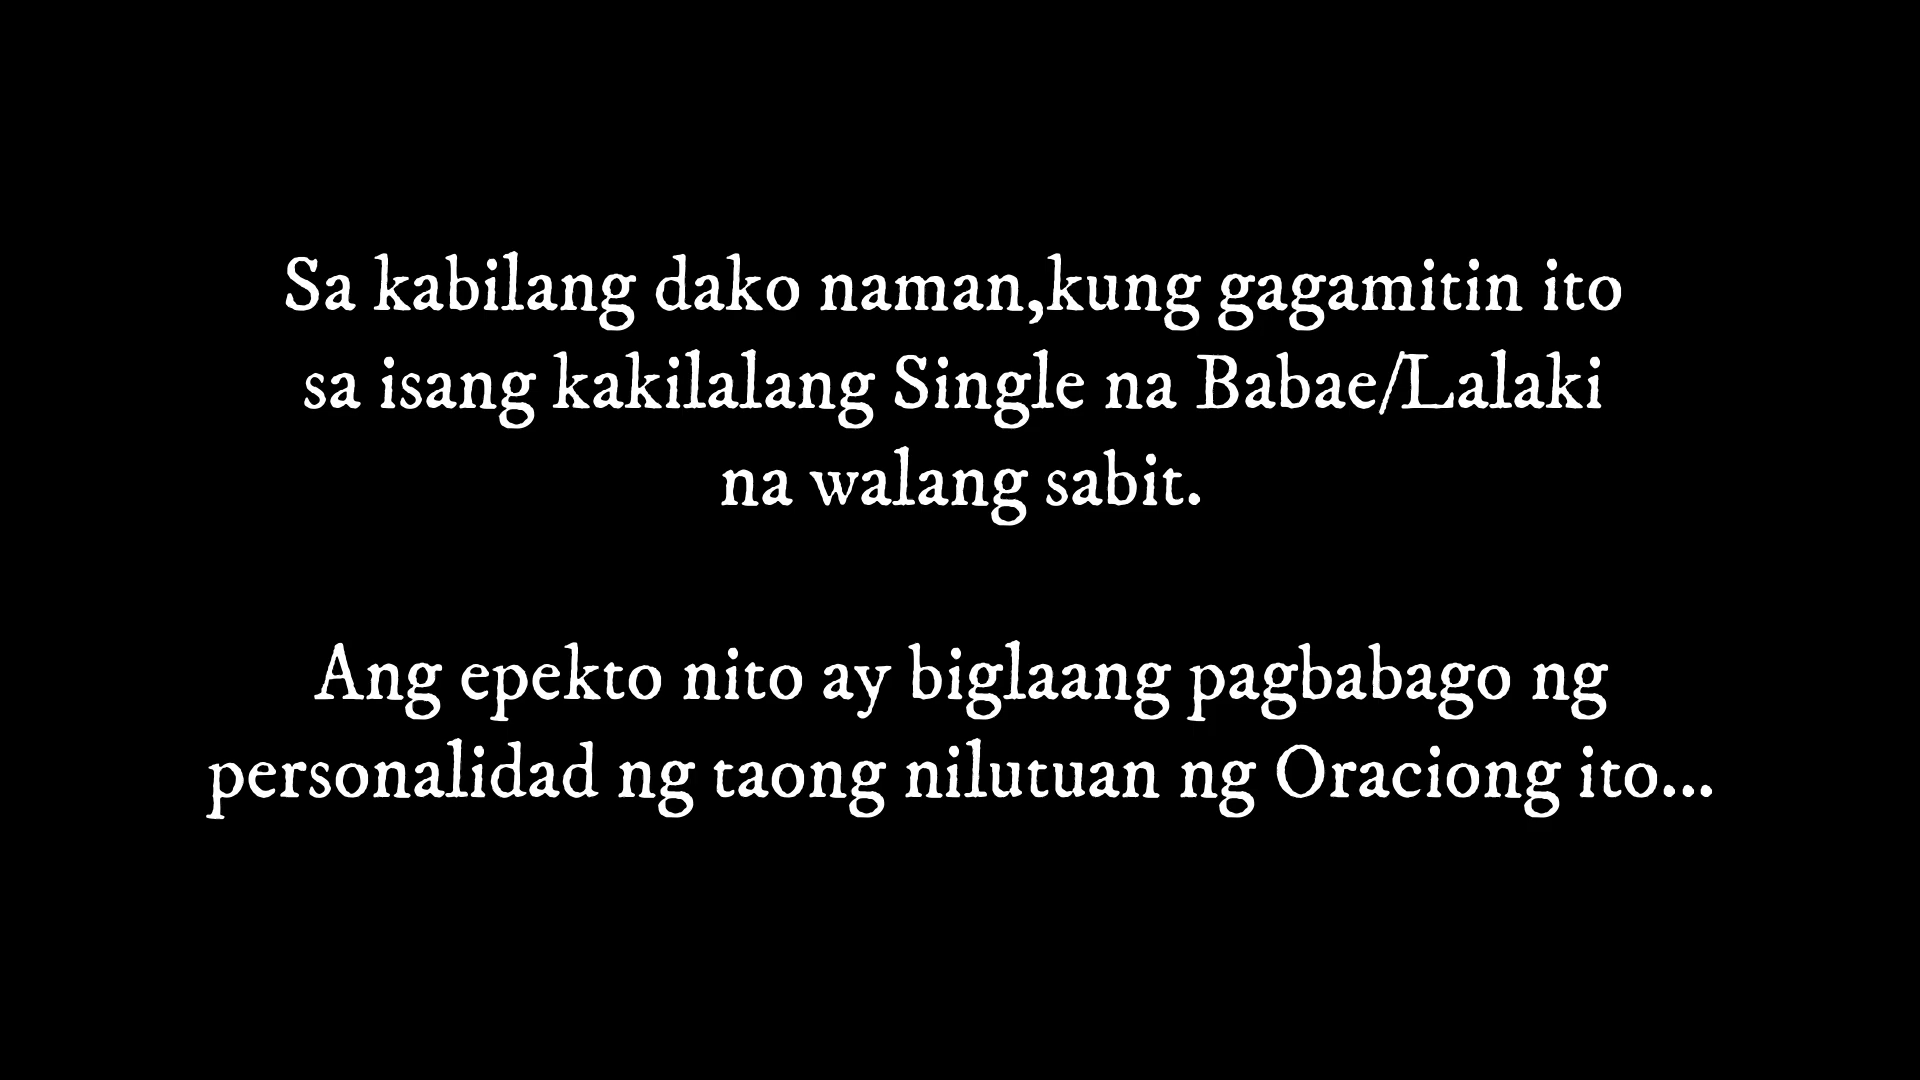 Sa kabilang dako naman,kung gagamitin ito
sa isang kakilalang Single na Babae/Lalaki
na walang sabit.
Ang epekto nito ay biglaang pagbabago ng
personalidad ng taong nilutuan ng Oraciong ito...